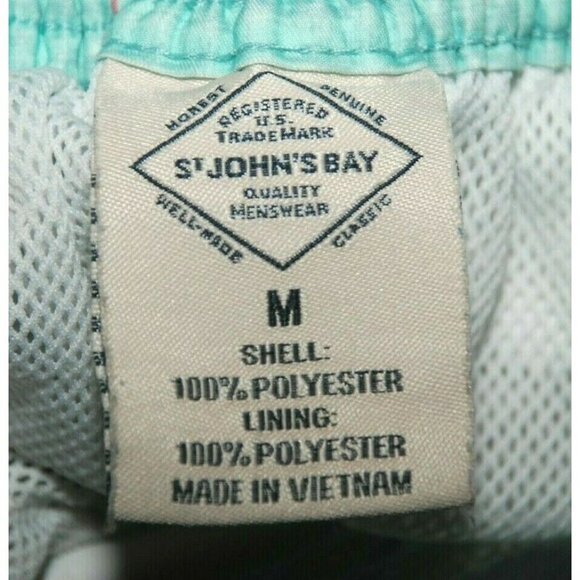 HONEST GENUINE
REGISTERED
U.S.
TRADEMARK
ST JOHN'S BAY
QUALITY
MENSWEAR
WELL-MADE CLASSIC
M
SHELL:
100% POLYESTER
LINING:
100% POLYESTER
MADE IN VIETNAM